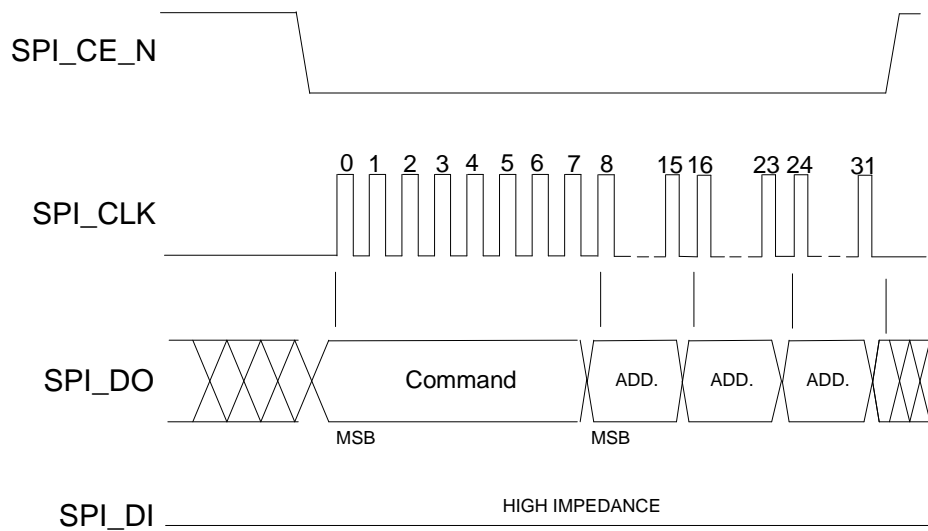 SPI_CE_N
0 1 2 3 4 5 6 7 8 15 16 23 24 31
SPI_CLK
SPI_DO
Command ADD. ADD. ADD.
MSB MSB
HIGH IMPEDANCE
SPI_DI